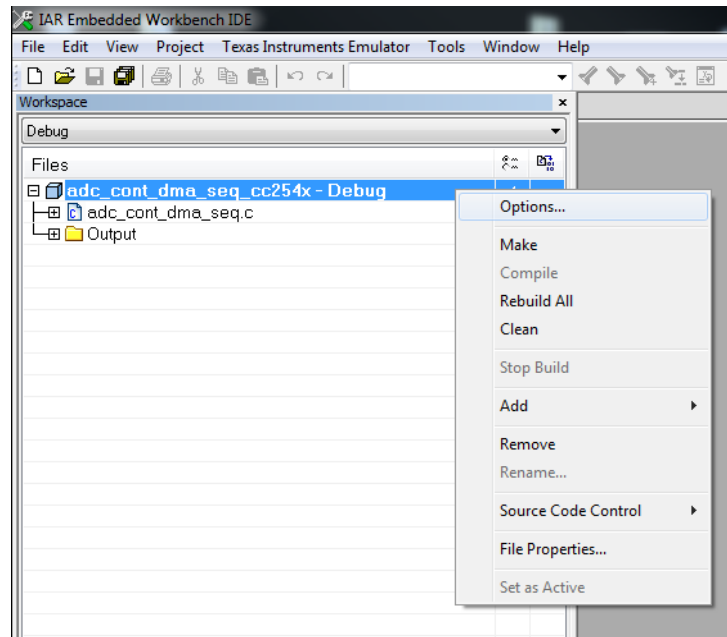 IAR Embedded Workbench IDE
File Edit View Project Texas Instruments Emulator Tools Window Help
Workspace
Debug
Files
adc_cont_dma_seq_cc254x - Debug
adc_cont_dma_seq.c
Output
Options...
Make
Compile
Rebuild All
Clean
Stop Build
Add
Remove
Rename...
Source Code Control
File Properties...
Set as Active